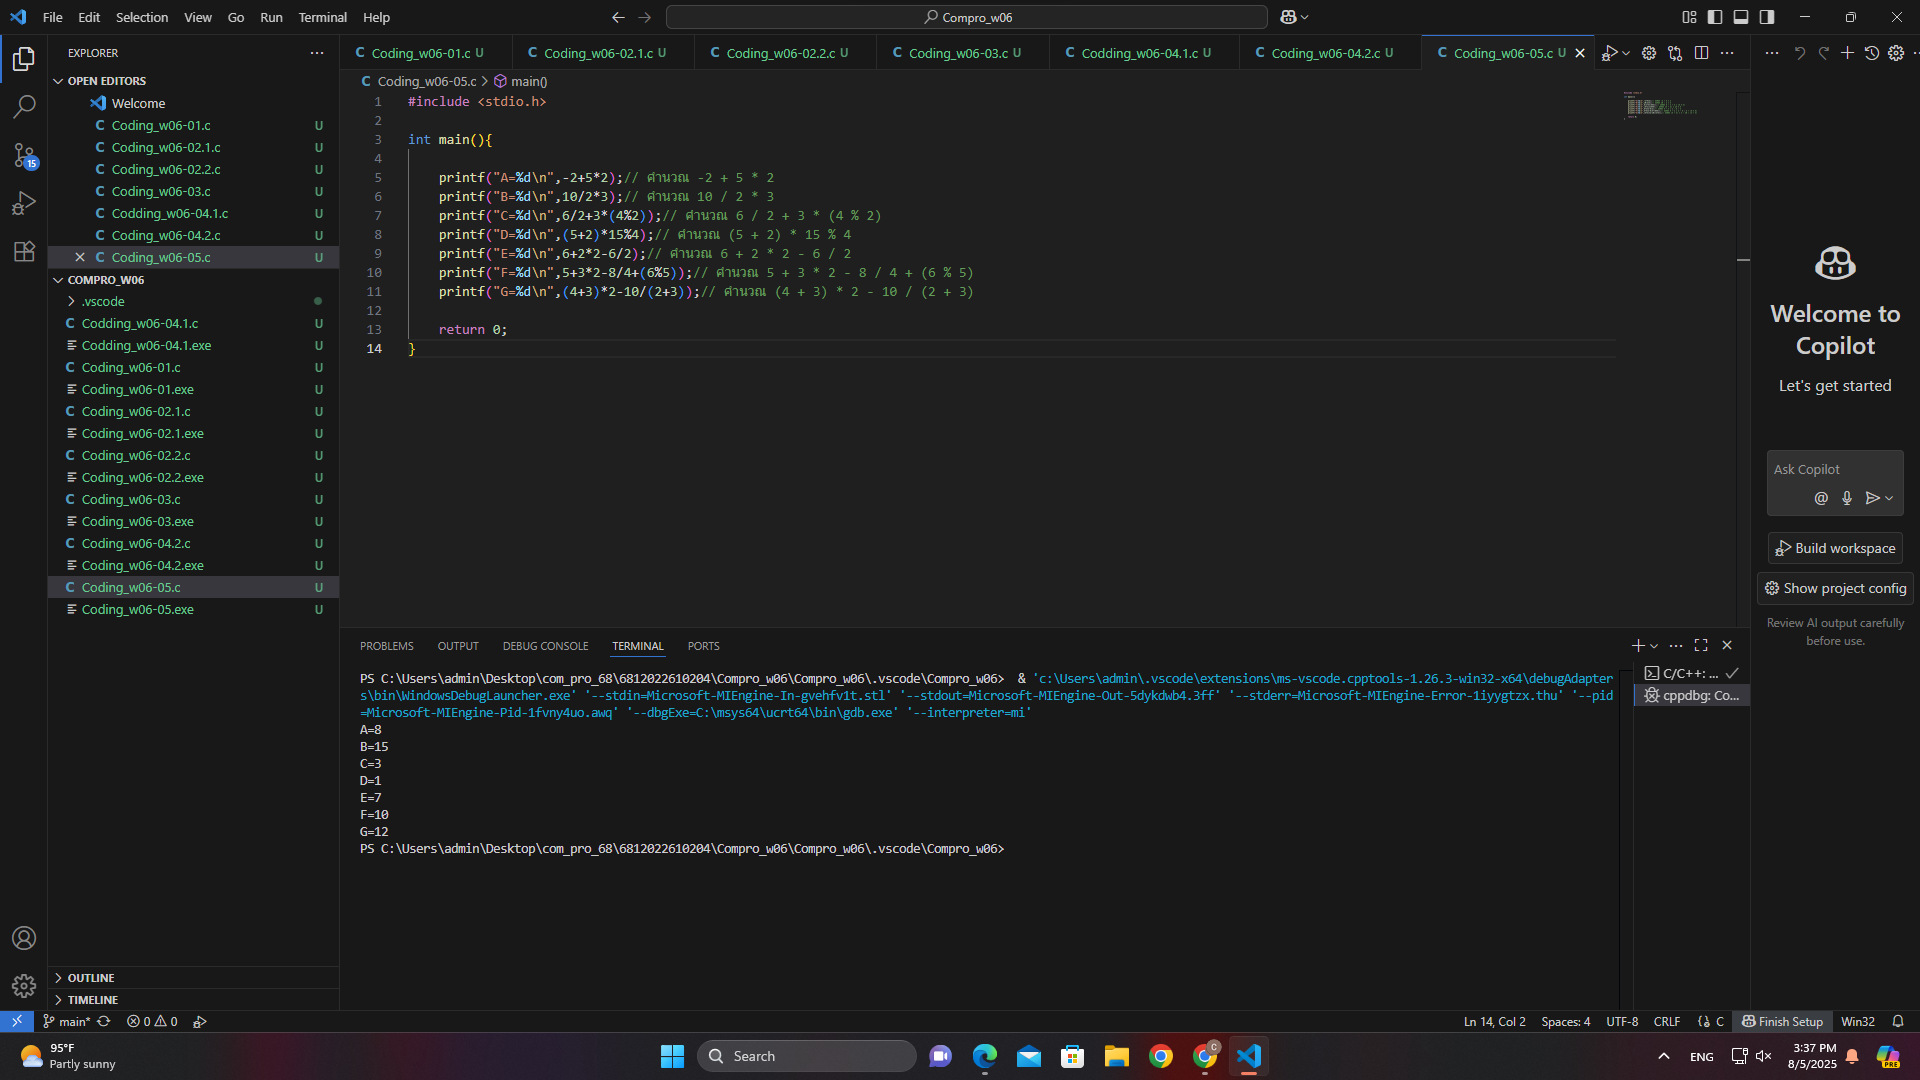 File Edit Selection View Go Run Terminal Help
Compro_w06
EXPLORER
OPEN EDITORS
Welcome
C Coding_w06-01.c U
C Coding_w06-02.1.c U
C Coding_w06-02.2.c U
C Coding_w06-03.c U
C Codding_w06-04.1.c U
C Coding_w06-04.2.c U
C Coding_w06-05.c U
COMPRO_W06
.vscode
C Codding_w06-04.1.c U
Codding_w06-04.1.exe U
C Coding_w06-01.c U
Coding_w06-01.exe U
C Coding_w06-02.1.c U
Coding_w06-02.1.exe U
C Coding_w06-02.2.c U
Coding_w06-02.2.exe U
C Coding_w06-03.c U
Coding_w06-03.exe U
C Coding_w06-04.2.c U
Coding_w06-04.2.exe U
C Coding_w06-05.c U
Coding_w06-05.exe U
OUTLINE
TIMELINE
15
C Coding_w06-01.c U C Coding_w06-02.1.c U C Coding_w06-02.2.c U C Coding_w06-03.c U C Codding_w06-04.1.c U C Coding_w06-04.2.c U C Coding_w06-05.c U
C Coding_w06-05.c > main()
1 #include <stdio.h>
2
3 int main(){
4
5 printf("A=%d\n",-2+5*2);// คำนวณ -2 + 5 * 2
6 printf("B=%d\n",10/2*3);// คำนวณ 10 / 2 * 3
7 printf("C=%d\n",6/2+3*(4%2));// คำนวณ 6 / 2 + 3 * (4 % 2)
8 printf("D=%d\n",(5+2)*15%4);// คำนวณ (5 + 2) * 15 % 4
9 printf("E=%d\n",6+2*2-6/2);// คำนวณ 6 + 2 * 2 - 6 / 2
10 printf("F=%d\n",5+3*2-8/4+(6%5));// คำนวณ 5 + 3 * 2 - 8 / 4 + (6 % 5)
11 printf("G=%d\n",(4+3)*2-10/(2+3));// คำนวณ (4 + 3) * 2 - 10 / (2 + 3)
12
13 return 0;
14 }
PROBLEMS OUTPUT DEBUG CONSOLE TERMINAL PORTS
PS C:\Users\admin\Desktop\com_pro_68\6812022610204\Compro_w06\Compro_w06\.vscode\Compro_w06> & 'c:\Users\admin\.vscode\extensions\ms-vscode.cpptools-1.26.3-win32-x64\debugAdapter
s\bin\WindowsDebugLauncher.exe' '--stdin=Microsoft-MIEngine-In-gvehfv1t.stl' '--stdout=Microsoft-MIEngine-Out-5dykdwb4.3ff' '--stderr=Microsoft-MIEngine-Error-1iyygtzx.thu' '--pid
=Microsoft-MIEngine-Pid-1fvny4uo.awq' '--dbgExe=C:\msys64\ucrt64\bin\gdb.exe' '--interpreter=mi'
A=8
B=15
C=3
D=1
E=7
F=10
G=12
PS C:\Users\admin\Desktop\com_pro_68\6812022610204\Compro_w06\Compro_w06\.vscode\Compro_w06>
C/C++: ...
cppdbg: Co...
Welcome to
Copilot
Let's get started
Ask Copilot
Build workspace
Show project config
Review AI output carefully
before use.
main* 0 0
Ln 14, Col 2 Spaces: 4 UTF-8 CRLF {} C Finish Setup Win32
95°F
Partly sunny
Search
C
ENG
3:37 PM
8/5/2025
PRE